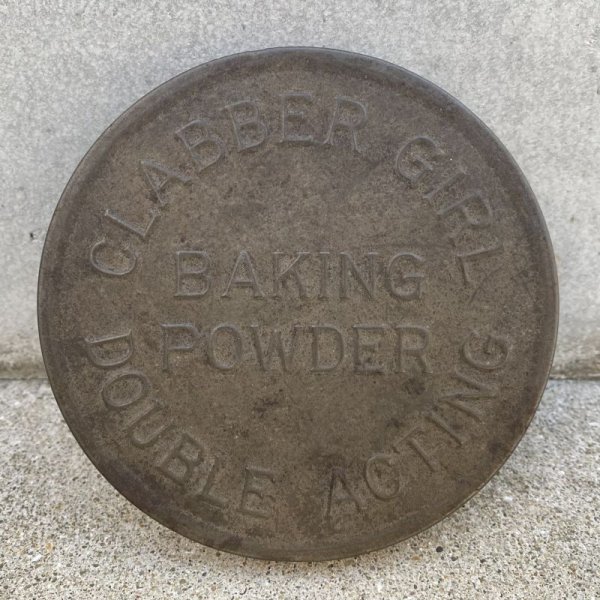 CLABBER GIRL
BAKING
POWDER
DOUBLE ACTING